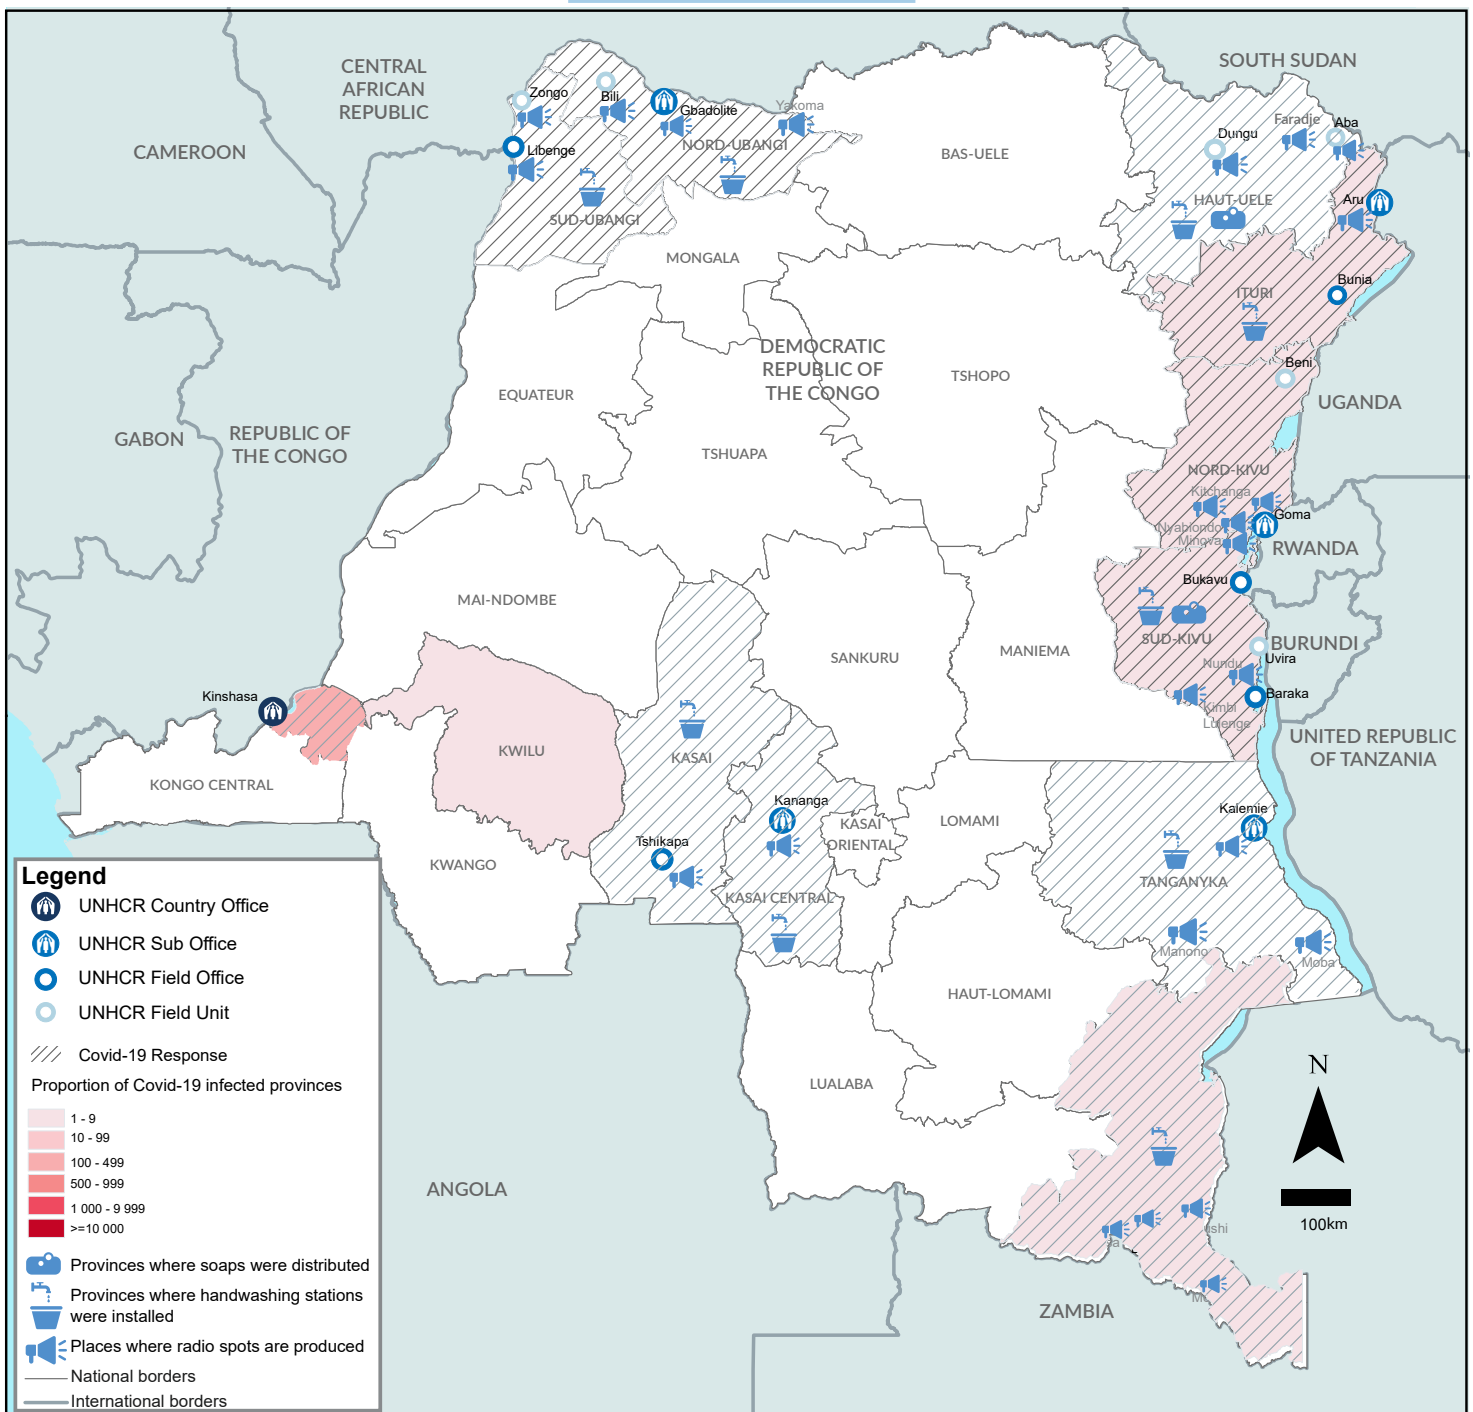 SOUTH SUDAN
CENTRAL
AFRICAN
REPUBLIC
CAMEROON
Zongo
Bili
Gbadolite
Yakoma
Libenge
NORD-UBANGI
SUD-UBANGI
BAS-UELE
Faradje
Aba
Dungu
HAUT-UELE
Aru
MONGALA
ITURI
Bunia
DEMOCRATIC
REPUBLIC OF
THE CONGO
Beni
EQUATEUR
TSHOPO
UGANDA
GABON
REPUBLIC OF
THE CONGO
TSHUAPA
NORD-KIVU
Kitchanga
Goma
Nyabiondo
Minova
RWANDA
Bukavu
MAI-NDOMBE
SUD-KIVU
BURUNDI
SANKURU
MANIEMA
Uvira
Nundu
Baraka
Kimbi
Lulenge
Kinshasa
KWILU
KASAI
UNITED REPUBLIC
OF TANZANIA
KONGO CENTRAL
Kananga
KASAI
ORIENTAL
LOMAMI
Kalemie
Tshikapa
KWANGO
KASAI CENTRAL
TANGANYKA
Manono
Moba
HAUT-LOMAMI
LUALABA
ANGOLA
ushi
ZAMBIA
N
100km
Legend
UNHCR Country Office
UNHCR Sub Office
UNHCR Field Office
UNHCR Field Unit
Covid-19 Response
Proportion of Covid-19 infected provinces
1 - 9
10 - 99
100 - 499
500 - 999
1 000 - 9 999
>=10 000
Provinces where soaps were distributed
Provinces where handwashing stations
were installed
Places where radio spots are produced
National borders
International borders